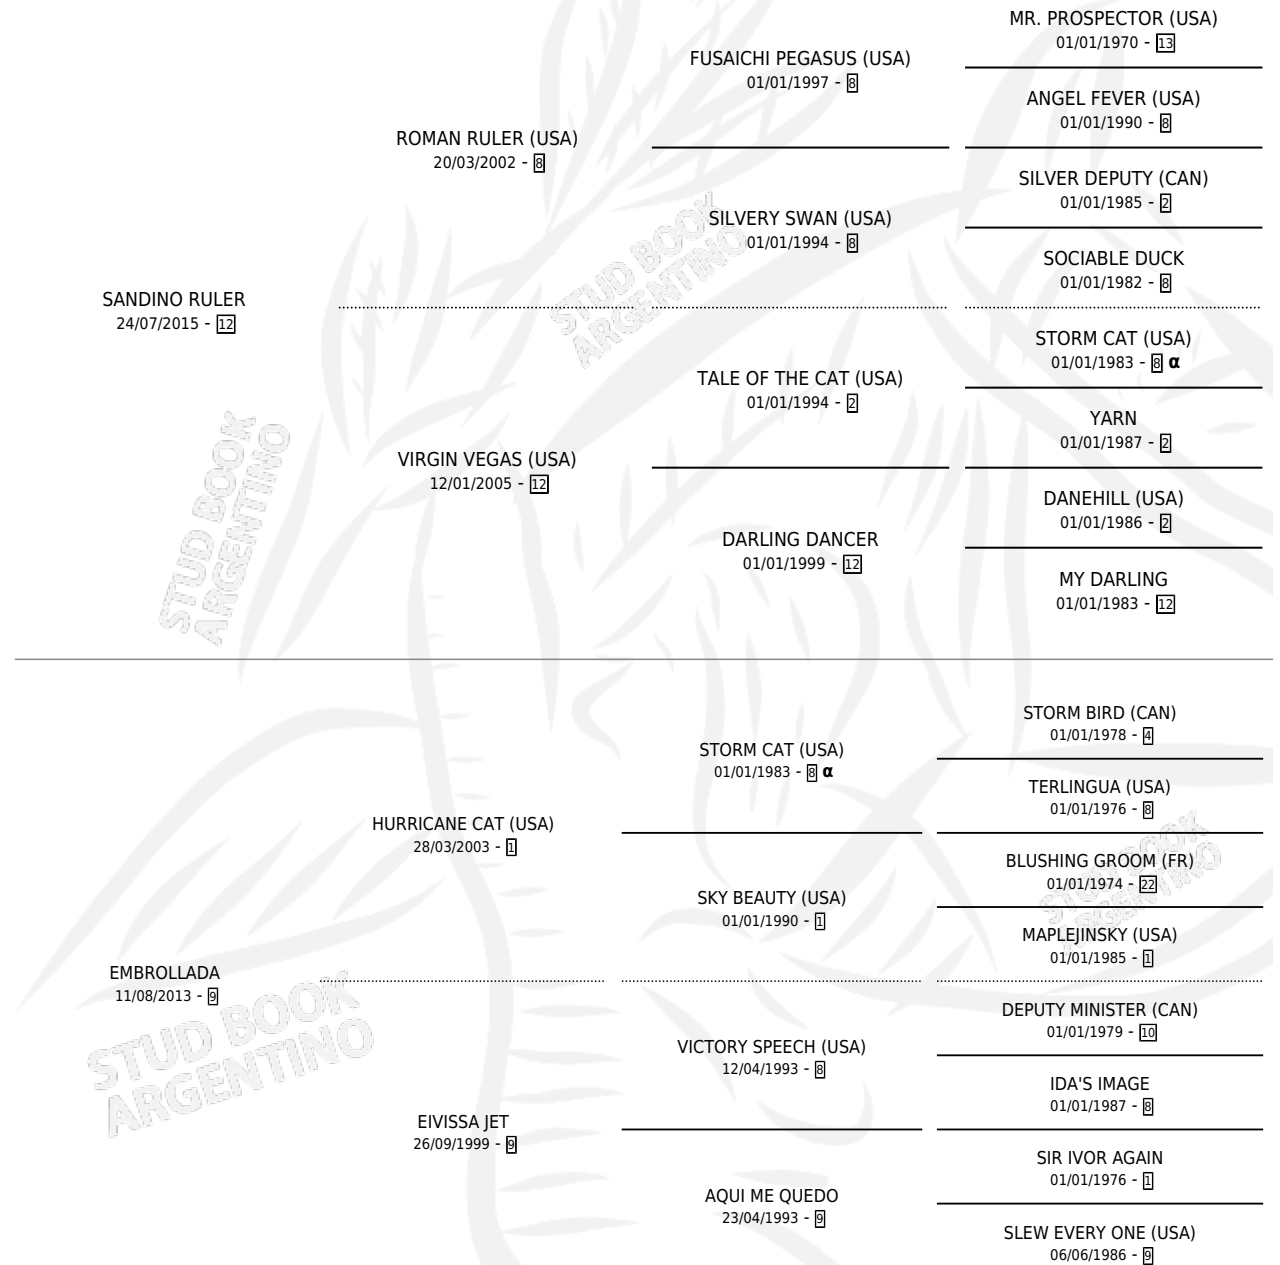 MR. PROSPECTOR (USA)
01/01/1970 - 13
FUSAICHI PEGASUS (USA)
01/01/1997 - 8
ANGEL FEVER (USA)
01/01/1990 - 8
ROMAN RULER (USA)
20/03/2002 - 8
SILVER DEPUTY (CAN)
01/01/1985 - 2
SILVERY SWAN (USA)
01/01/1994 - 8
SOCIABLE DUCK
01/01/1982 - 8
SANDINO RULER
24/07/2015 - 12
STORM CAT (USA)
01/01/1983 - 8 α
TALE OF THE CAT (USA)
01/01/1994 - 2
YARN
01/01/1987 - 2
VIRGIN VEGAS (USA)
12/01/2005 - 12
DANEHILL (USA)
01/01/1986 - 2
DARLING DANCER
01/01/1999 - 12
MY DARLING
01/01/1983 - 12
STORM BIRD (CAN)
01/01/1978 - 4
STORM CAT (USA)
01/01/1983 - 8 α
TERLINGUA (USA)
01/01/1976 - 8
HURRICANE CAT (USA)
28/03/2003 - 1
BLUSHING GROOM (FR)
01/01/1974 - 22
SKY BEAUTY (USA)
01/01/1990 - 1
MAPLEJINSKY (USA)
01/01/1985 - 1
EMBROLLADA
11/08/2013 - 9
DEPUTY MINISTER (CAN)
01/01/1979 - 10
VICTORY SPEECH (USA)
12/04/1993 - 8
IDA'S IMAGE
01/01/1987 - 8
EIVISSA JET
26/09/1999 - 9
SIR IVOR AGAIN
01/01/1976 - 1
AQUI ME QUEDO
23/04/1993 - 9
SLEW EVERY ONE (USA)
06/06/1986 - 9
STUD BOOK
ARGENTINO
STUD BOOK
ARGENTINO
STUD BOOK
ARGENTINO
STUD BOOK
ARGENTINO